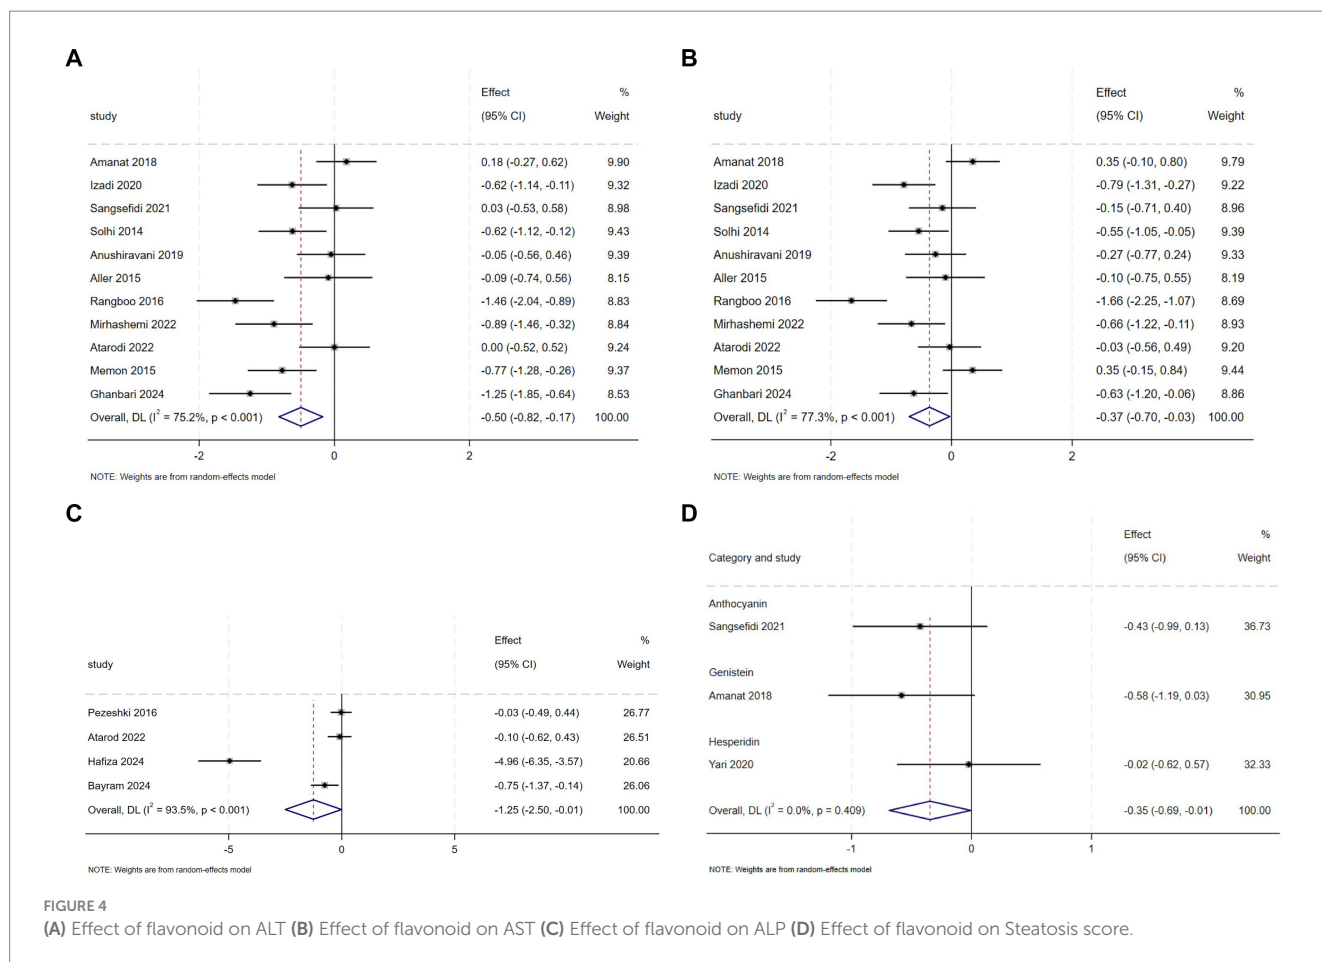 A
Effect %
study (95% CI) Weight
Amanat 2018 0.18 (-0.27, 0.62) 9.90
Izadi 2020 -0.62 (-1.14, -0.11) 9.32
Sangsefidi 2021 0.03 (-0.53, 0.58) 8.98
Solhi 2014 -0.62 (-1.12, -0.12) 9.43
Anushiravani 2019 -0.05 (-0.56, 0.46) 9.39
Aller 2015 -0.09 (-0.74, 0.56) 8.15
Rangboo 2016 -1.46 (-2.04, -0.89) 8.83
Mirhashemi 2022 -0.89 (-1.46, -0.32) 8.84
Atarodi 2022 0.00 (-0.52, 0.52) 9.24
Memon 2015 -0.77 (-1.28, -0.26) 9.37
Ghanbari 2024 -1.25 (-1.85, -0.64) 8.53
Overall, DL (I² = 75.2%, p < 0.001) -0.50 (-0.82, -0.17) 100.00
-2 0 2
NOTE: Weights are from random-effects model
B
Effect %
study (95% CI) Weight
Amanat 2018 0.35 (-0.10, 0.80) 9.79
Izadi 2020 -0.79 (-1.31, -0.27) 9.22
Sangsefidi 2021 -0.15 (-0.71, 0.40) 8.96
Solhi 2014 -0.55 (-1.05, -0.05) 9.39
Anushiravani 2019 -0.27 (-0.77, 0.24) 9.33
Aller 2015 -0.10 (-0.75, 0.55) 8.19
Rangboo 2016 -1.66 (-2.25, -1.07) 8.69
Mirhashemi 2022 -0.66 (-1.22, -0.11) 8.93
Atarodi 2022 -0.03 (-0.56, 0.49) 9.20
Memon 2015 0.35 (-0.15, 0.84) 9.44
Ghanbari 2024 -0.63 (-1.20, -0.06) 8.86
Overall, DL (I² = 77.3%, p < 0.001) -0.37 (-0.70, -0.03) 100.00
-2 0 2
NOTE: Weights are from random-effects model
C
Effect %
study (95% CI) Weight
Pezeshki 2016 -0.03 (-0.49, 0.44) 26.77
Atarod 2022 -0.10 (-0.62, 0.43) 26.51
Hafiza 2024 -4.96 (-6.35, -3.57) 20.66
Bayram 2024 -0.75 (-1.37, -0.14) 26.06
Overall, DL (I² = 93.5%, p < 0.001) -1.25 (-2.50, -0.01) 100.00
-5 0 5
NOTE: Weights are from random-effects model
D
Effect %
Category and study (95% CI) Weight
Anthocyanin
Sangsefidi 2021 -0.43 (-0.99, 0.13) 36.73
Genistein
Amanat 2018 -0.58 (-1.19, 0.03) 30.95
Hesperidin
Yari 2020 -0.02 (-0.62, 0.57) 32.33
Overall, DL (I² = 0.0%, p = 0.409) -0.35 (-0.69, -0.01) 100.00
-1 0 1
NOTE: Weights are from random-effects model
FIGURE 4
(A) Effect of flavonoid on ALT (B) Effect of flavonoid on AST (C) Effect of flavonoid on ALP (D) Effect of flavonoid on Steatosis score.